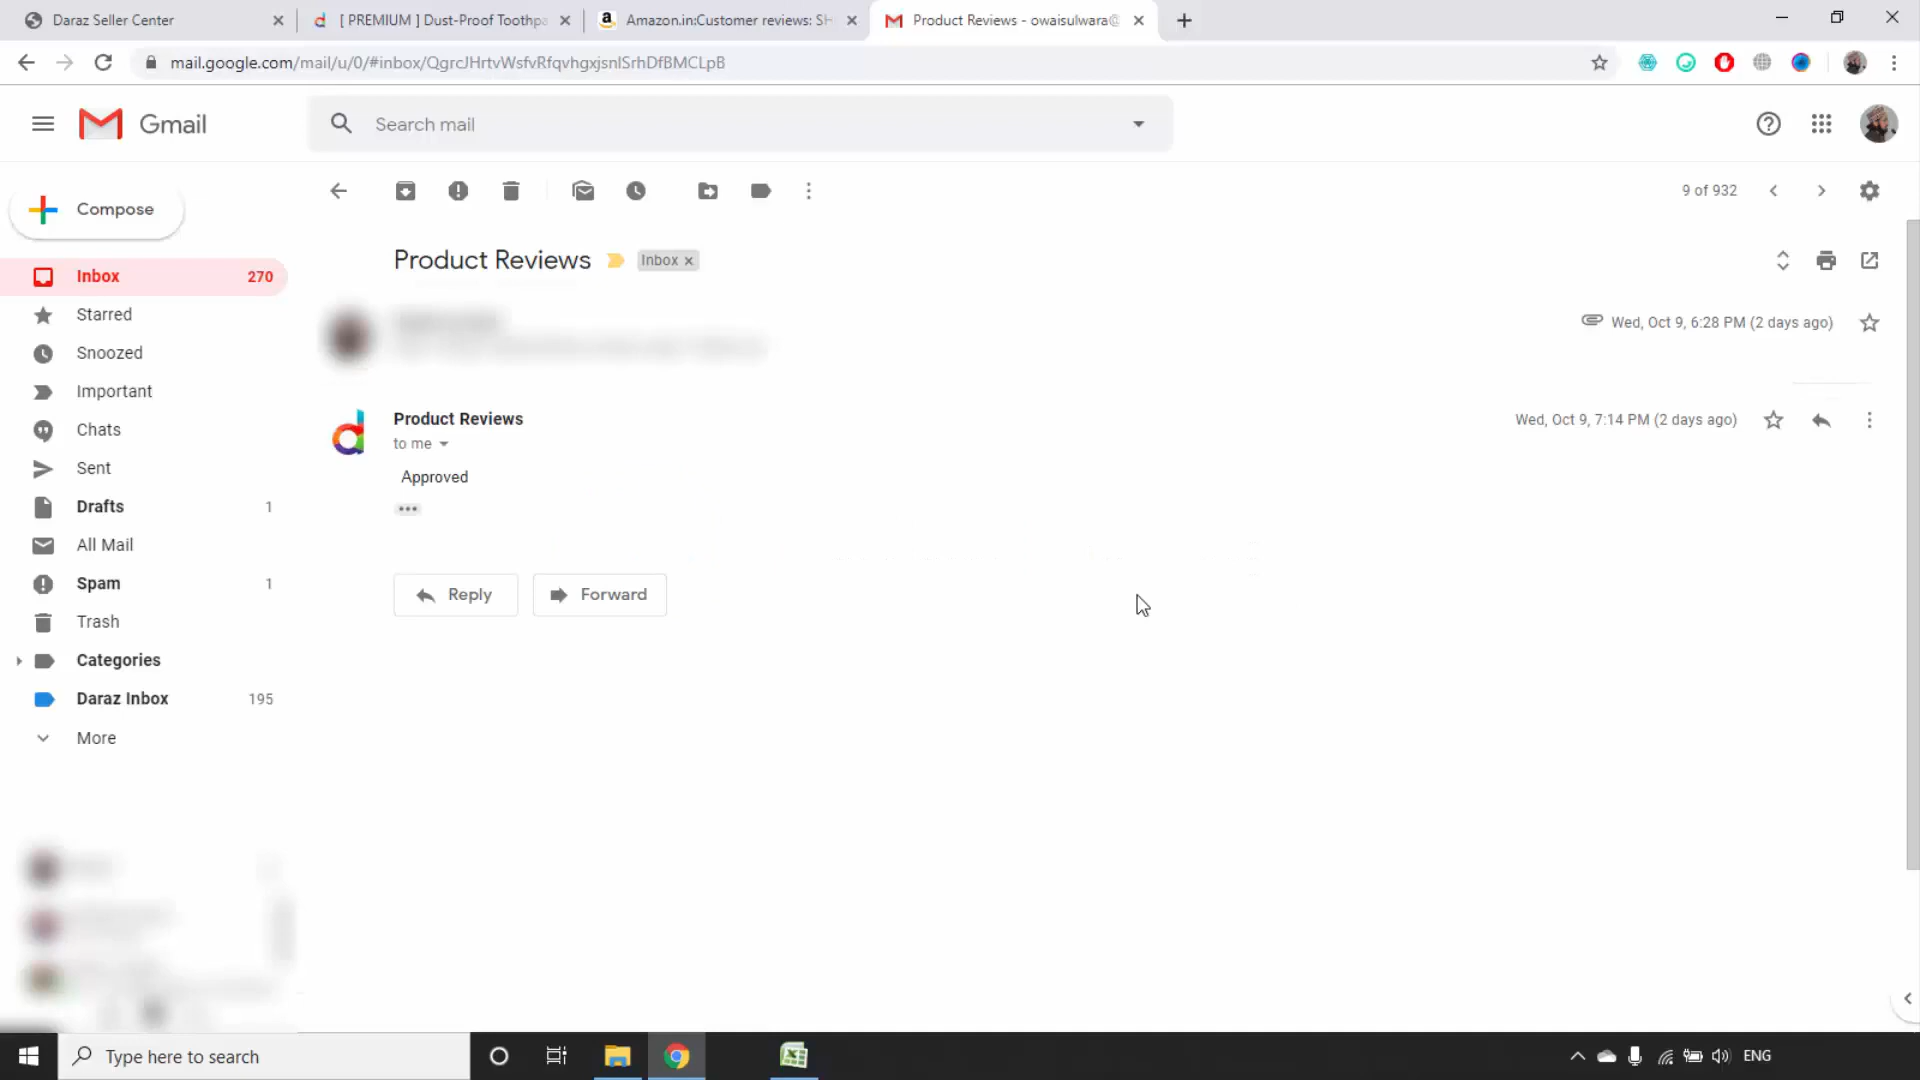 Daraz Seller Center
[ PREMIUM ] Dust-Proof Toothpa
Amazon.in:Customer reviews: SH
Product Reviews - owaisulwara@
mail.google.com/mail/u/0/#inbox/QgrcJHrtvWsfvRfqvhgxjsnlSrhDfBMCLpB
Gmail
Search mail
Compose
9 of 932
Product Reviews
Inbox
Inbox 270
Starred
Wed, Oct 9, 6:28 PM (2 days ago)
Snoozed
Important
Product Reviews
Wed, Oct 9, 7:14 PM (2 days ago)
Chats
to me
Sent
Approved
Drafts 1
All Mail
Spam 1
Reply
Forward
Trash
Categories
Daraz Inbox 195
More
Type here to search
ENG